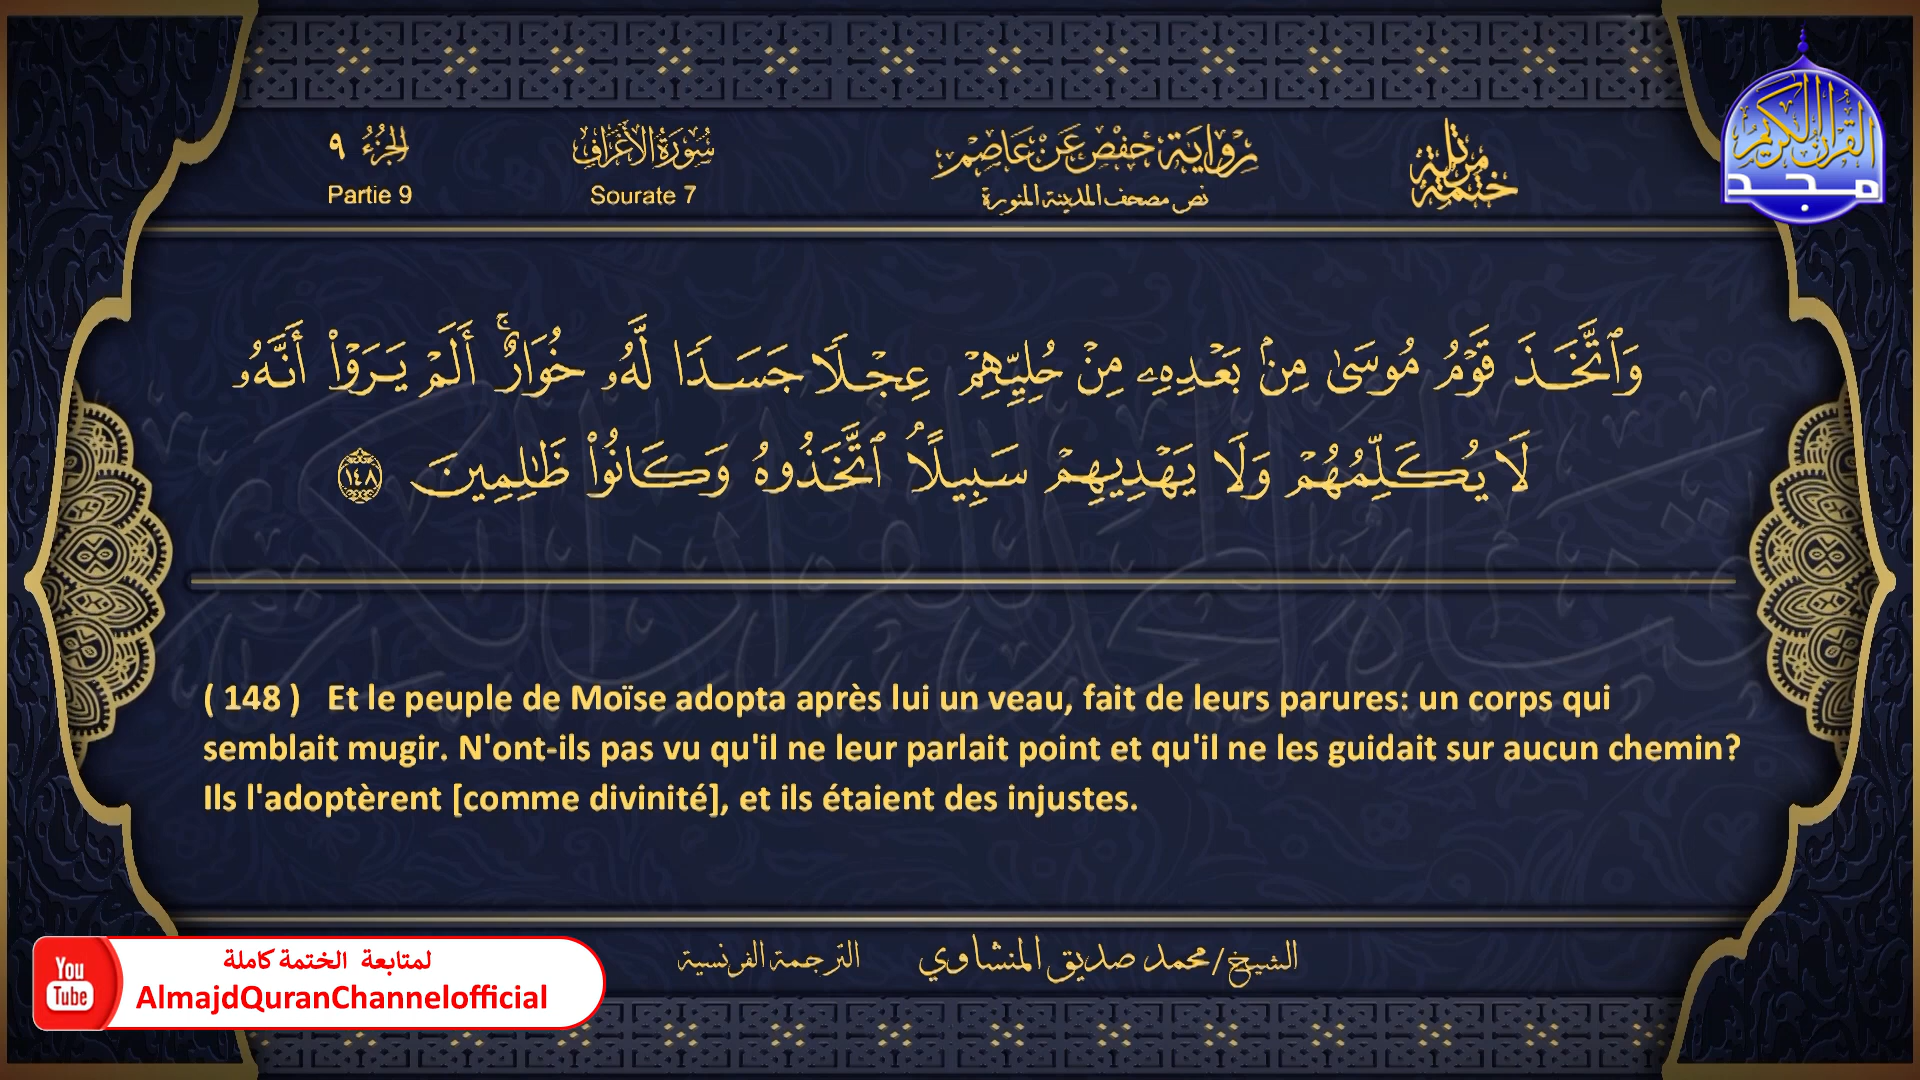 الجزء ٩
Partie 9
سورة الأعراف
Sourate 7
رواية حفص عن عاصم
نص مصحف المدينة المنورة
ختمة مرتلة
القرآن الكريم
مجد
وَٱتَّخَذَ قَوْمُ مُوسَىٰ مِنۢ بَعْدِهِۦ مِنْ حُلِيِّهِمْ عِجْلًا جَسَدًا لَّهُۥ خُوَارٌ ۚ أَلَمْ يَرَوْا۟ أَنَّهُۥ
لَا يُكَلِّمُهُمْ وَلَا يَهْدِيهِمْ سَبِيلًا ۘ ٱتَّخَذُوهُ وَكَانُوا۟ ظَـٰلِمِينَ ١٤٨
( 148 ) Et le peuple de Moïse adopta après lui un veau, fait de leurs parures: un corps qui
semblait mugir. N'ont-ils pas vu qu'il ne leur parlait point et qu'il ne les guidait sur aucun chemin?
Ils l'adoptèrent [comme divinité], et ils étaient des injustes.
الشيخ/محمد صديق المنشاوي
الترجمة الفرنسية
You
Tube
لمتابعة الختمة كاملة
AlmajdQuranChannelofficial